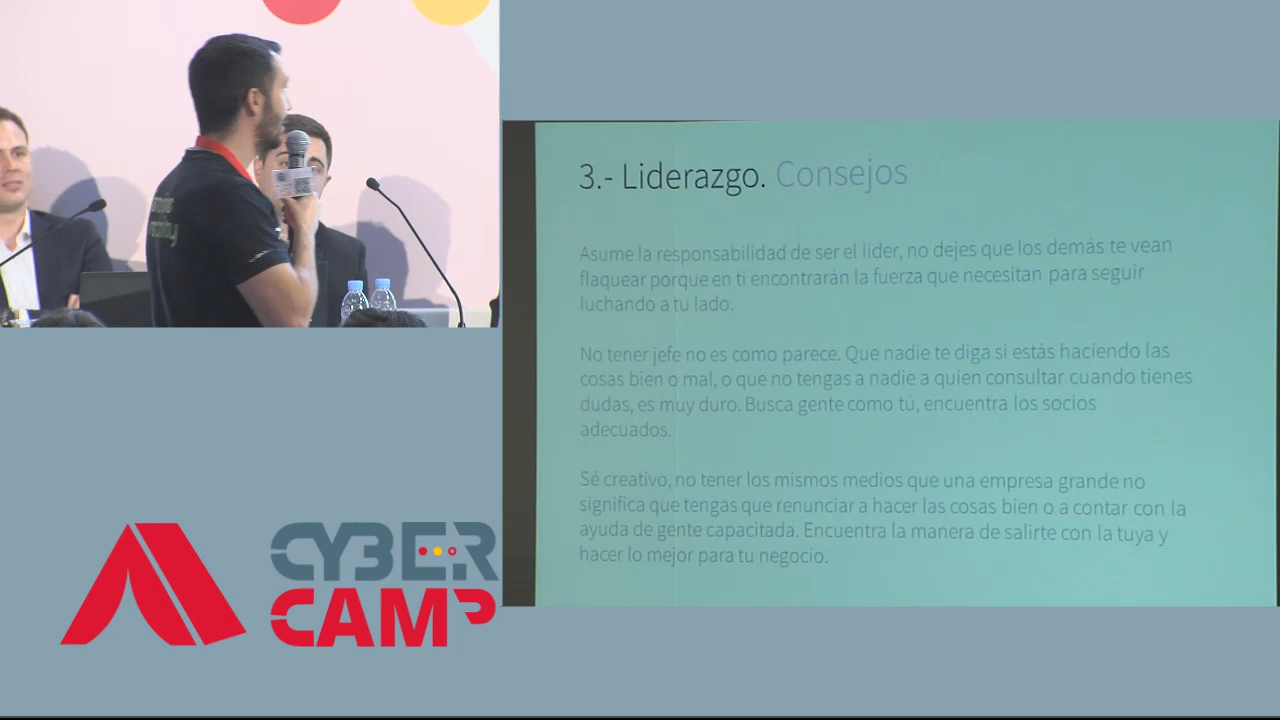 3.- Liderazgo. Consejos
Asume la responsabilidad de ser el líder, no dejes que los demás te vean
flaquear porque en ti encontrarán la fuerza que necesitan para seguir
luchando a tu lado.
No tener jefe no es como parece. Que nadie te diga si estás haciendo las
cosas bien o mal, o que no tengas a nadie a quien consultar cuando tienes
dudas, es muy duro. Busca gente como tú, encuentra los socios
adecuados.
Sé creativo, no tener los mismos medios que una empresa grande no
significa que tengas que renunciar a hacer las cosas bien o a contar con la
ayuda de gente capacitada. Encuentra la manera de salirte con la tuya y
hacer lo mejor para tu negocio.
CYBER
CAMP